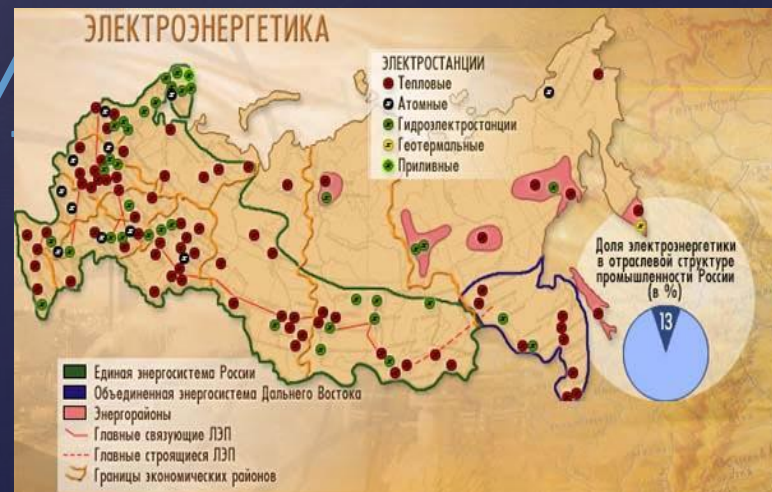 ЭЛЕКТРОЭНЕРГЕТИКА
ЭЛЕКТРОСТАНЦИИ
Тепловые
Атомные
Гидроэлектростанции
Геотермальные
Приливные
Доля электроэнергетики
в отраслевой структуре
промышленности России
(в %)
13
Единая энергосистема России
Объединенная энергосистема Дальнего Востока
Энергорайоны
Главные связующие ЛЭП
Главные строящиеся ЛЭП
Границы экономических районов